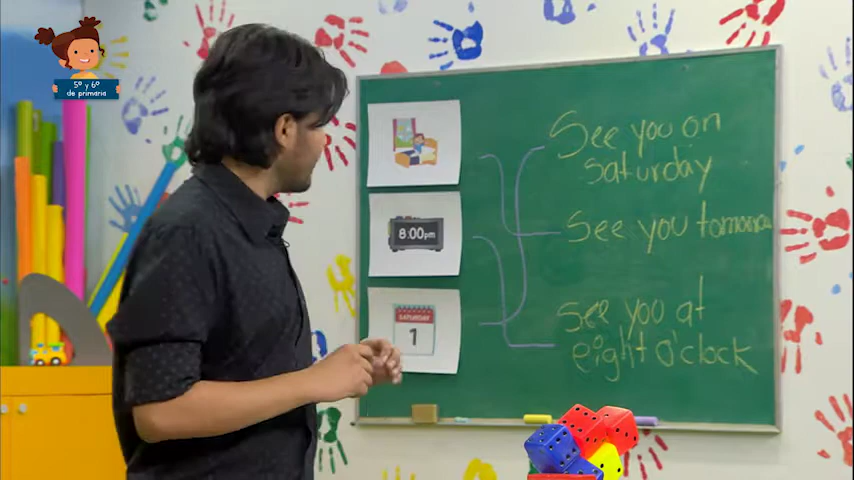 5º y 6º
de primaria
8:00pm
SATURDAY
1
See you on
saturday
See you tomorrow
See you at
eight o'clock